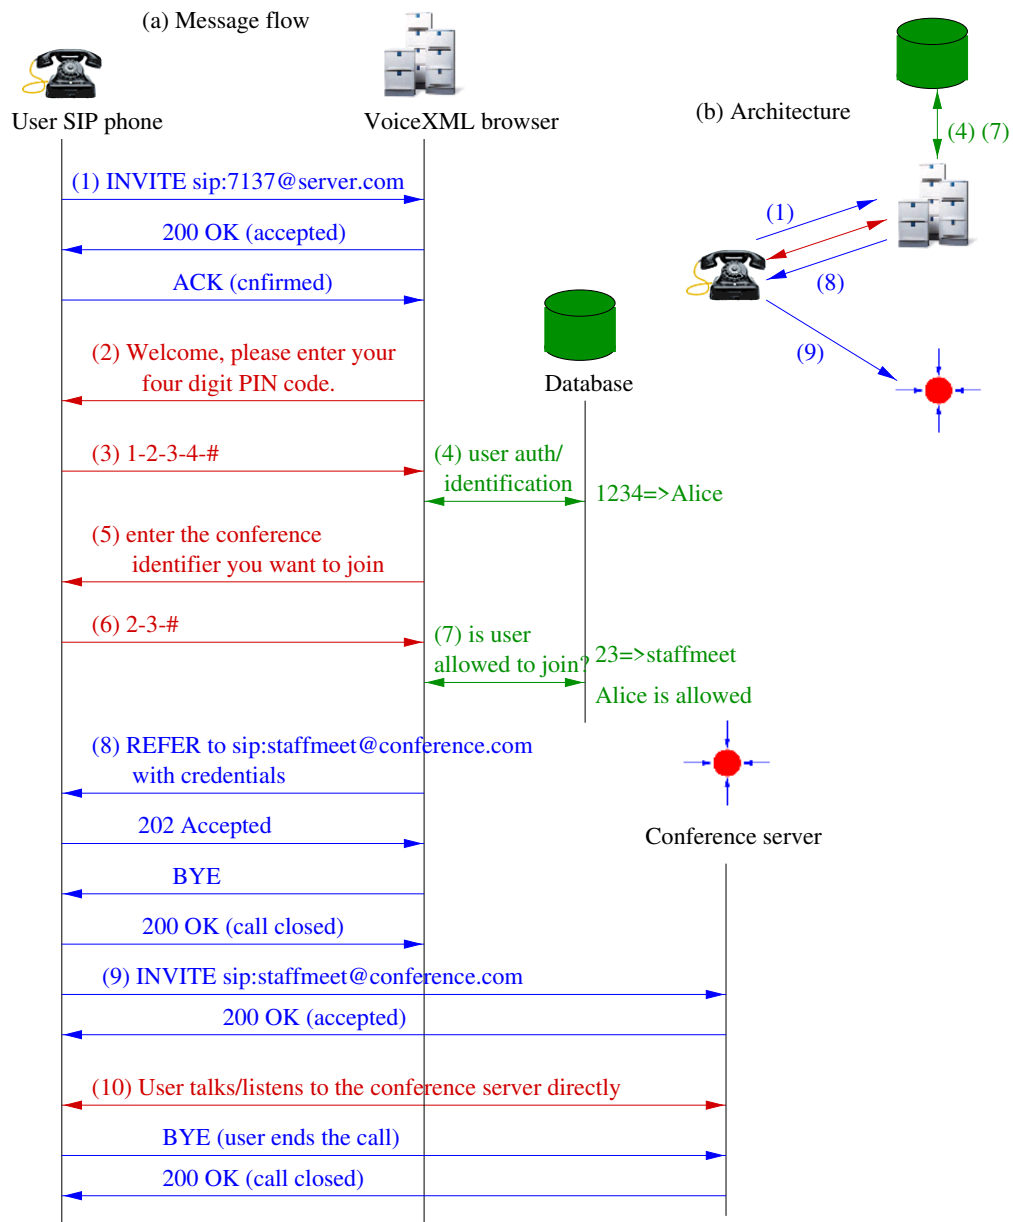 (a) Message flow
User SIP phone
VoiceXML browser
(1) INVITE sip:7137@server.com
200 OK (accepted)
ACK (cnfirmed)
(2) Welcome, please enter your
four digit PIN code.
Database
(3) 1-2-3-4-#
(4) user auth/
identification
1234=>Alice
(5) enter the conference
identifier you want to join
(6) 2-3-#
(7) is user
allowed to join?
23=>staffmeet
Alice is allowed
(8) REFER to sip:staffmeet@conference.com
with credentials
202 Accepted
Conference server
BYE
200 OK (call closed)
(9) INVITE sip:staffmeet@conference.com
200 OK (accepted)
(10) User talks/listens to the conference server directly
BYE (user ends the call)
200 OK (call closed)
(b) Architecture
(4) (7)
(1)
(8)
(9)